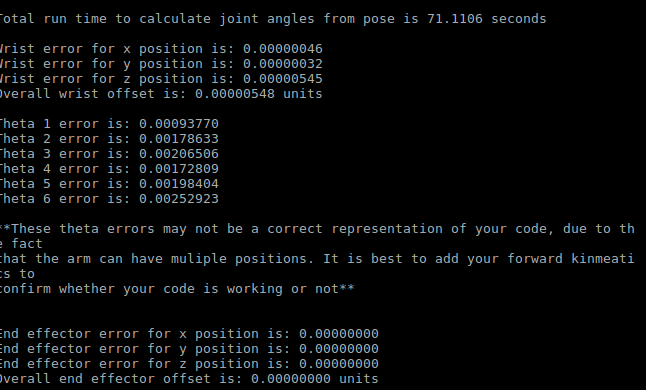 Total run time to calculate joint angles from pose is 71.1106 seconds
Wrist error for x position is: 0.00000046
Wrist error for y position is: 0.00000032
Wrist error for z position is: 0.00000545
Overall wrist offset is: 0.00000548 units
Theta 1 error is: 0.00093770
Theta 2 error is: 0.00178633
Theta 3 error is: 0.00206506
Theta 4 error is: 0.00172809
Theta 5 error is: 0.00198404
Theta 6 error is: 0.00252923
**These theta errors may not be a correct representation of your code, due to th
e fact
that the arm can have muliple positions. It is best to add your forward kinmeati
cs to
confirm whether your code is working or not**
End effector error for x position is: 0.00000000
End effector error for y position is: 0.00000000
End effector error for z position is: 0.00000000
Overall end effector offset is: 0.00000000 units